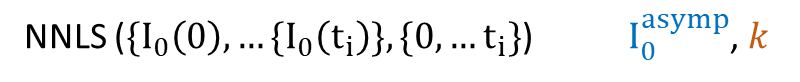 NNLS ({I₀(0), … {I₀(tᵢ)}, {0, … tᵢ}) I₀ᵃˢʸᵐᵖ, k